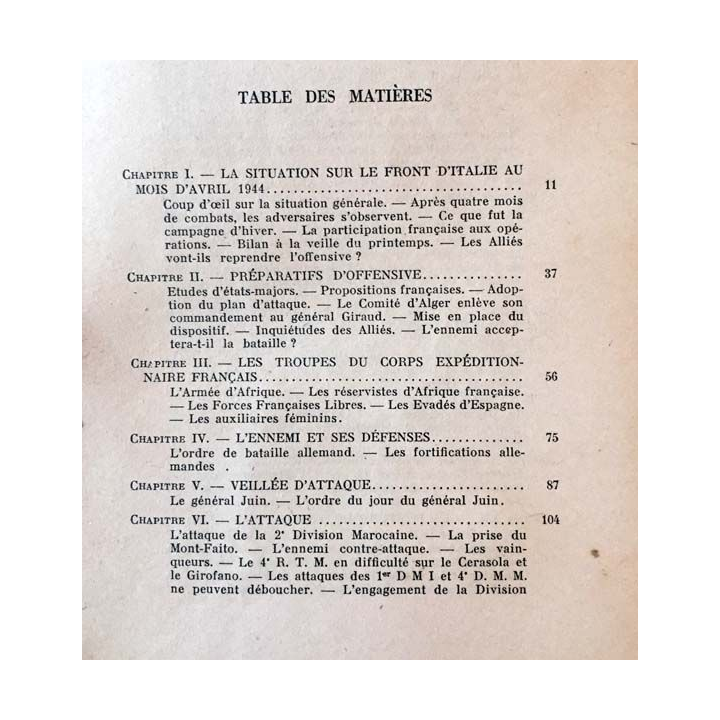 TABLE DES MATIÈRES
CHAPITRE I. — LA SITUATION SUR LE FRONT D'ITALIE AU
MOIS D'AVRIL 1944.................................... 11
Coup d'œil sur la situation générale. — Après quatre mois
de combats, les adversaires s'observent. — Ce que fut la
campagne d'hiver. — La participation française aux opé-
rations. — Bilan à la veille du printemps. — Les Alliés
vont-ils reprendre l'offensive ?
CHAPITRE II. — PRÉPARATIFS D'OFFENSIVE.............. 37
Etudes d'états-majors. — Propositions françaises. — Adop-
tion du plan d'attaque. — Le Comité d'Alger enlève son
commandement au général Giraud. — Mise en place du
dispositif. — Inquiétudes des Alliés. — L'ennemi accep-
tera-t-il la bataille ?
CHAPITRE III. — LES TROUPES DU CORPS EXPÉDITION-
NAIRE FRANÇAIS..................................... 56
L'Armée d'Afrique. — Les réservistes d'Afrique française.
— Les Forces Françaises Libres. — Les Evadés d'Espagne.
— Les auxiliaires féminins.
CHAPITRE IV. — L'ENNEMI ET SES DÉFENSES............. 75
L'ordre de bataille allemand. — Les fortifications alle-
mandes .
CHAPITRE V. — VEILLÉE D'ATTAQUE...................... 87
Le général Juin. — L'ordre du jour du général Juin.
CHAPITRE VI. — L'ATTAQUE .............................. 104
L'attaque de la 2e Division Marocaine. — La prise du
Mont-Faito. — L'ennemi contre-attaque. — Les vain-
queurs. — Le 4e R. T. M. en difficulté sur le Cerasola et
le Girofano. — Les attaques des 1er D M I et 4e D. M. M.
ne peuvent déboucher. — L'engagement de la Division